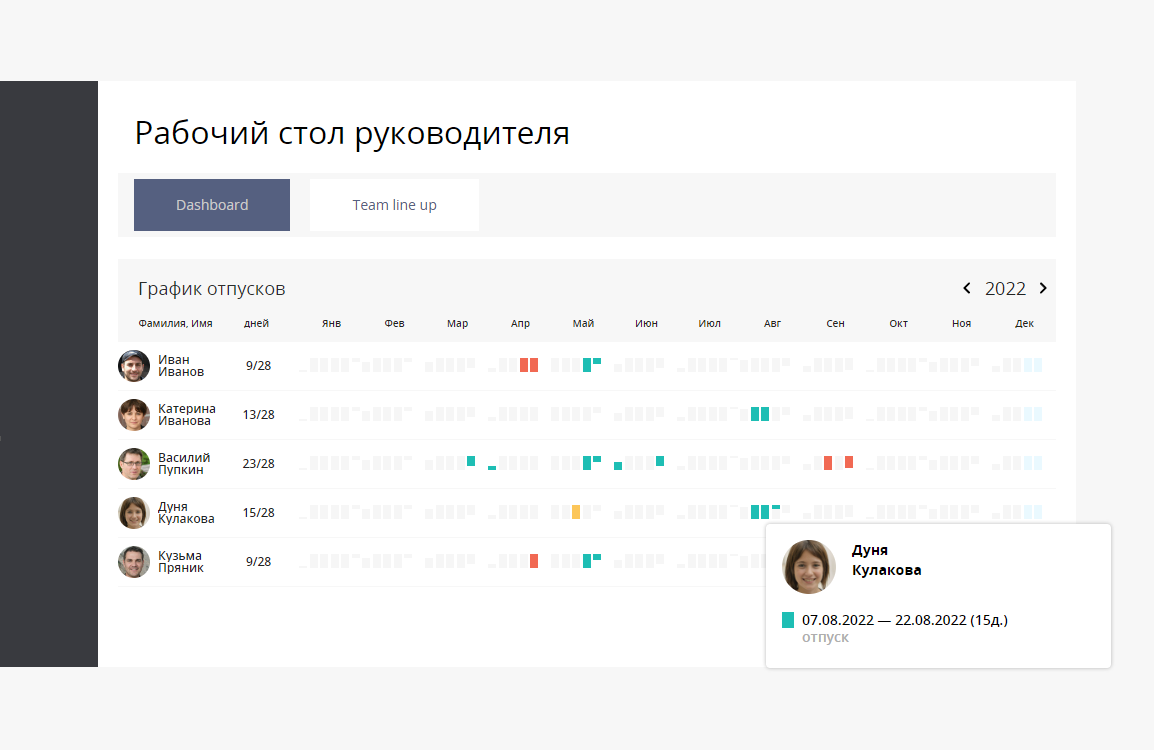 Рабочий стол руководителя
Dashboard
Team line up
График отпусков
2022
Фамилия, Имя дней Янв Фев Мар Апр Май Июн Июл Авг Сен Окт Ноя Дек
Иван
Иванов
9/28
Катерина
Иванова
13/28
Василий
Пупкин
23/28
Дуня
Кулакова
15/28
Кузьма
Пряник
9/28
Дуня
Кулакова
07.08.2022 — 22.08.2022 (15д.)
отпуск